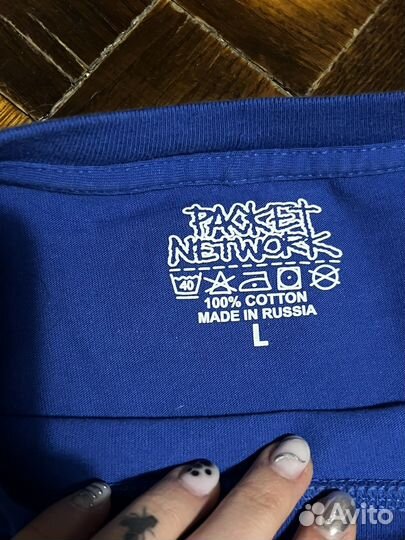 PACKET
NETWORK
40
100% COTTON
MADE IN RUSSIA
L
Avito